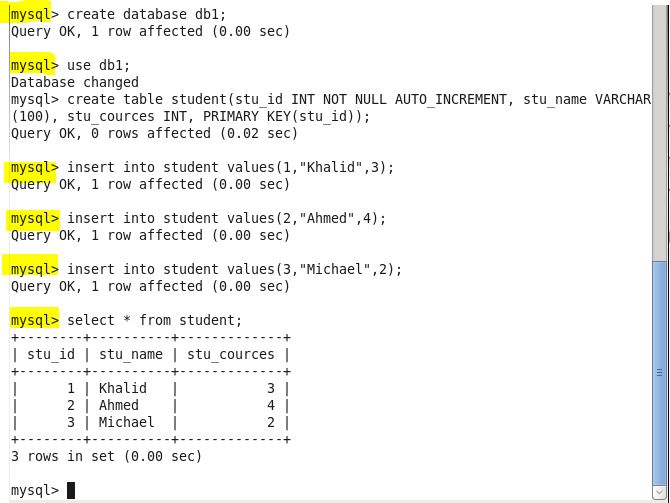 mysql> create database db1;
Query OK, 1 row affected (0.00 sec)
mysql> use db1;
Database changed
mysql> create table student(stu_id INT NOT NULL AUTO_INCREMENT, stu_name VARCHAR
(100), stu_cources INT, PRIMARY KEY(stu_id));
Query OK, 0 rows affected (0.02 sec)
mysql> insert into student values(1,"Khalid",3);
Query OK, 1 row affected (0.00 sec)
mysql> insert into student values(2,"Ahmed",4);
Query OK, 1 row affected (0.00 sec)
mysql> insert into student values(3,"Michael",2);
Query OK, 1 row affected (0.00 sec)
mysql> select * from student;
+--------+----------+-------------+
| stu_id | stu_name | stu_cources |
+--------+----------+-------------+
|      1 | Khalid   |           3 |
|      2 | Ahmed    |           4 |
|      3 | Michael  |           2 |
+--------+----------+-------------+
3 rows in set (0.00 sec)
mysql>